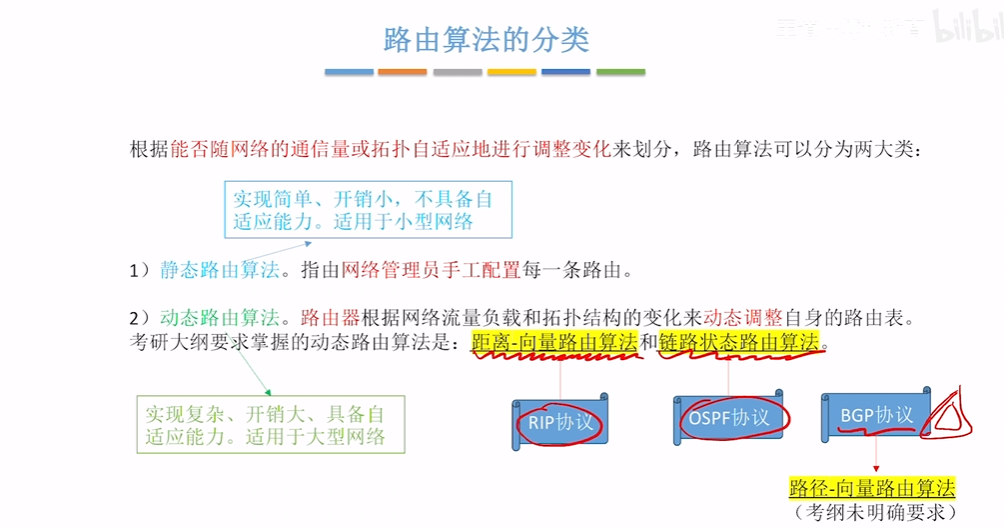 bilibili
路由算法的分类
根据能否随网络的通信量或拓扑自适应地进行调整变化来划分，路由算法可以分为两大类：
实现简单、开销小，不具备自
适应能力。适用于小型网络
1）静态路由算法。指由网络管理员手工配置每一条路由。
2）动态路由算法。路由器根据网络流量负载和拓扑结构的变化来动态调整自身的路由表。
考研大纲要求掌握的动态路由算法是：距离-向量路由算法和链路状态路由算法。
实现复杂、开销大、具备自
适应能力。适用于大型网络
RIP协议
OSPF协议
BGP协议
路径-向量路由算法
（考纲未明确要求）